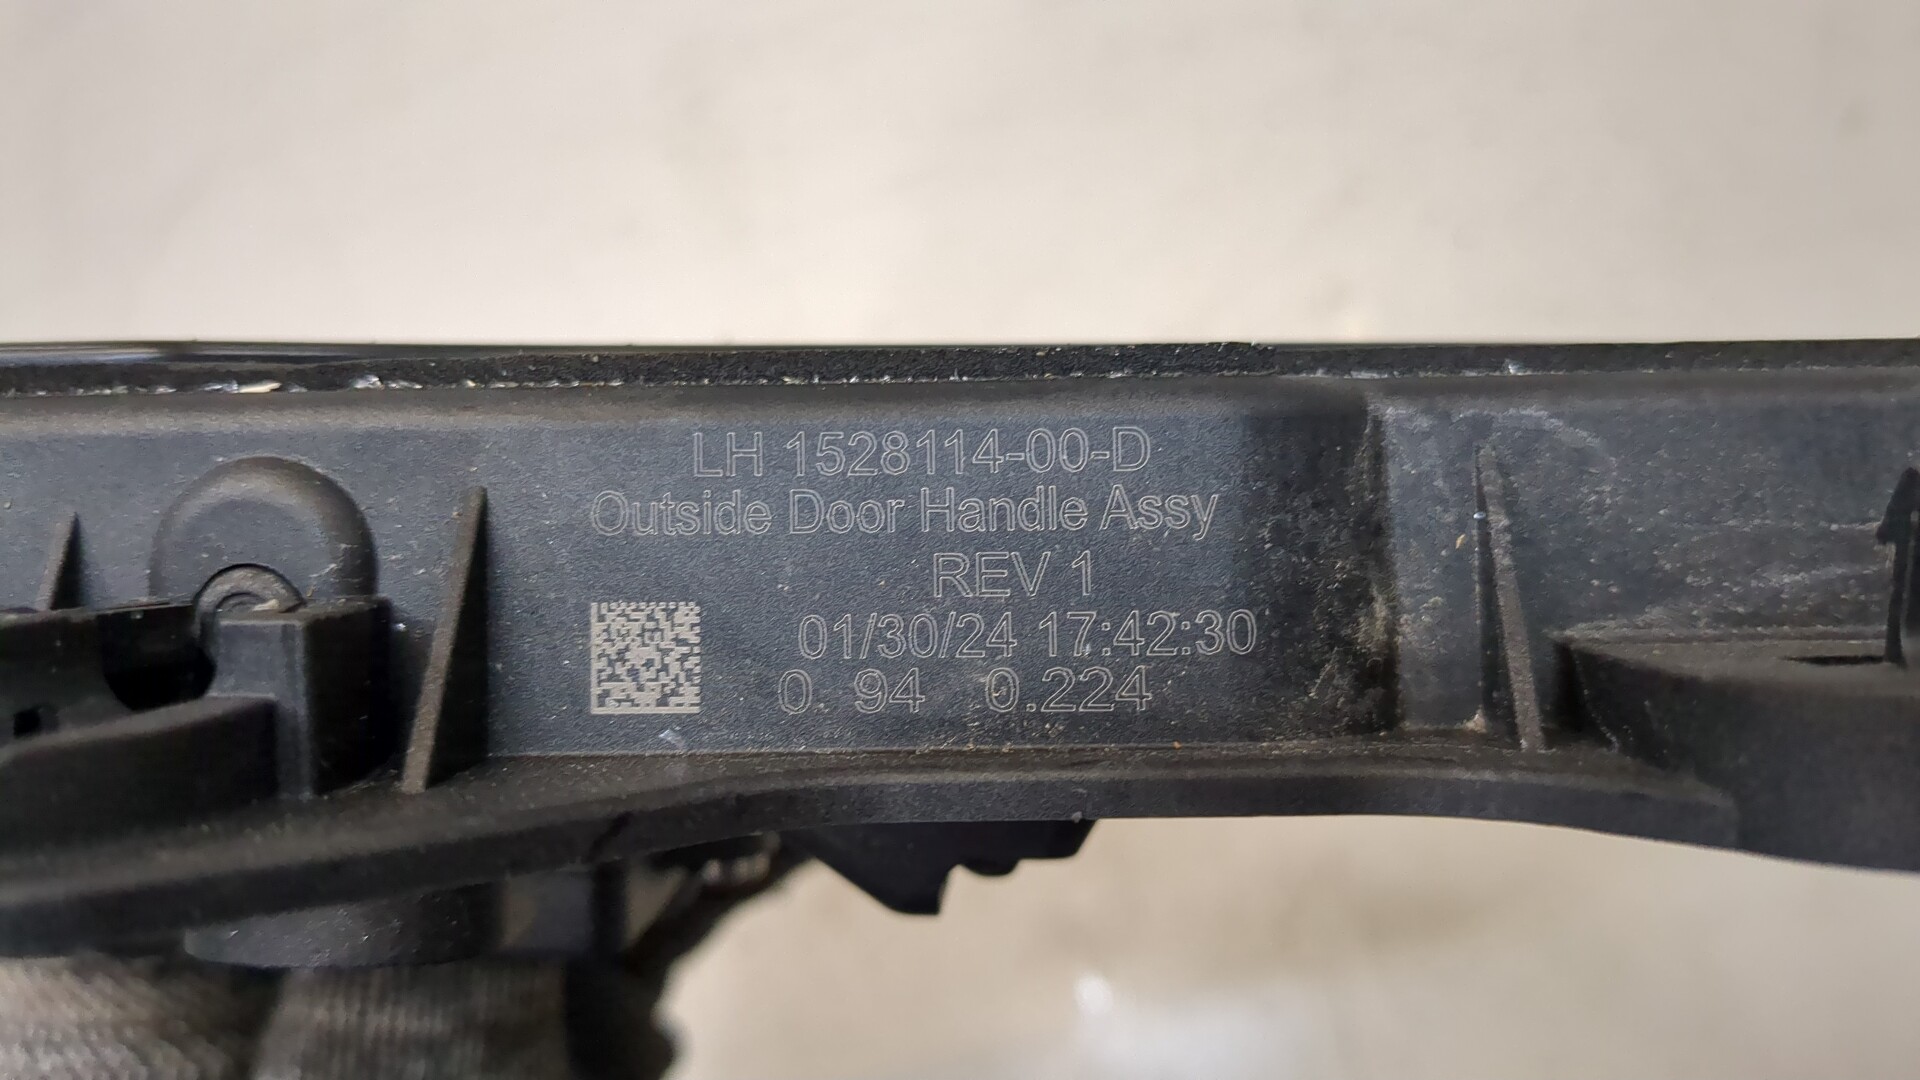 LH 1528114-00-D
Outside Door Handle Assy
REV 1
01/30/24 17:42:30
0. 94 0.224